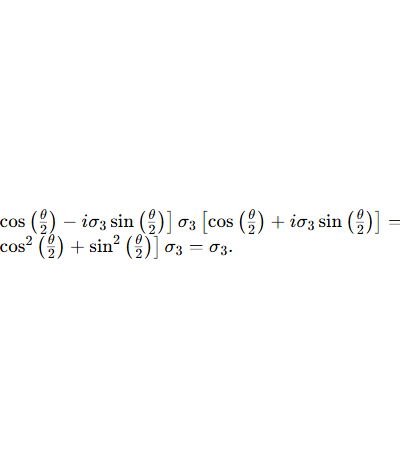 cos (θ/2) − iσ₃ sin (θ/2)] σ₃ [cos (θ/2) + iσ₃ sin (θ/2)] =
cos² (θ/2) + sin² (θ/2)] σ₃ = σ₃.